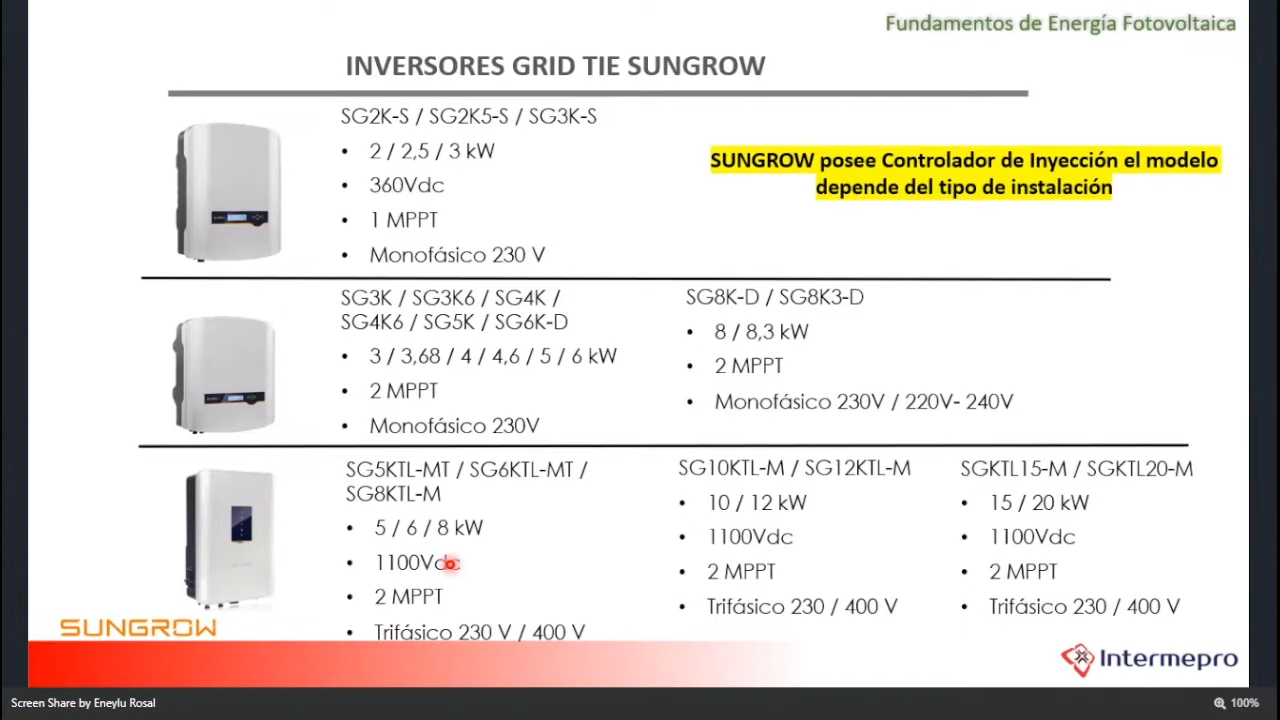 Fundamentos de Energía Fotovoltaica
INVERSORES GRID TIE SUNGROW
SG2K-S / SG2K5-S / SG3K-S
• 2 / 2,5 / 3 kW
• 360Vdc
• 1 MPPT
• Monofásico 230 V
SUNGROW posee Controlador de Inyección el modelo
depende del tipo de instalación
SG3K / SG3K6 / SG4K /
SG4K6 / SG5K / SG6K-D
• 3 / 3,68 / 4 / 4,6 / 5 / 6 kW
• 2 MPPT
• Monofásico 230V
SG8K-D / SG8K3-D
• 8 / 8,3 kW
• 2 MPPT
• Monofásico 230V / 220V- 240V
SG5KTL-MT / SG6KTL-MT /
SG8KTL-M
• 5 / 6 / 8 kW
• 1100Vdc
• 2 MPPT
• Trifásico 230 V / 400 V
SG10KTL-M / SG12KTL-M
• 10 / 12 kW
• 1100Vdc
• 2 MPPT
• Trifásico 230 / 400 V
SGKTL15-M / SGKTL20-M
• 15 / 20 kW
• 1100Vdc
• 2 MPPT
• Trifásico 230 / 400 V
SUNGROW
Intermepro
Screen Share by Eneylu Rosal
100%